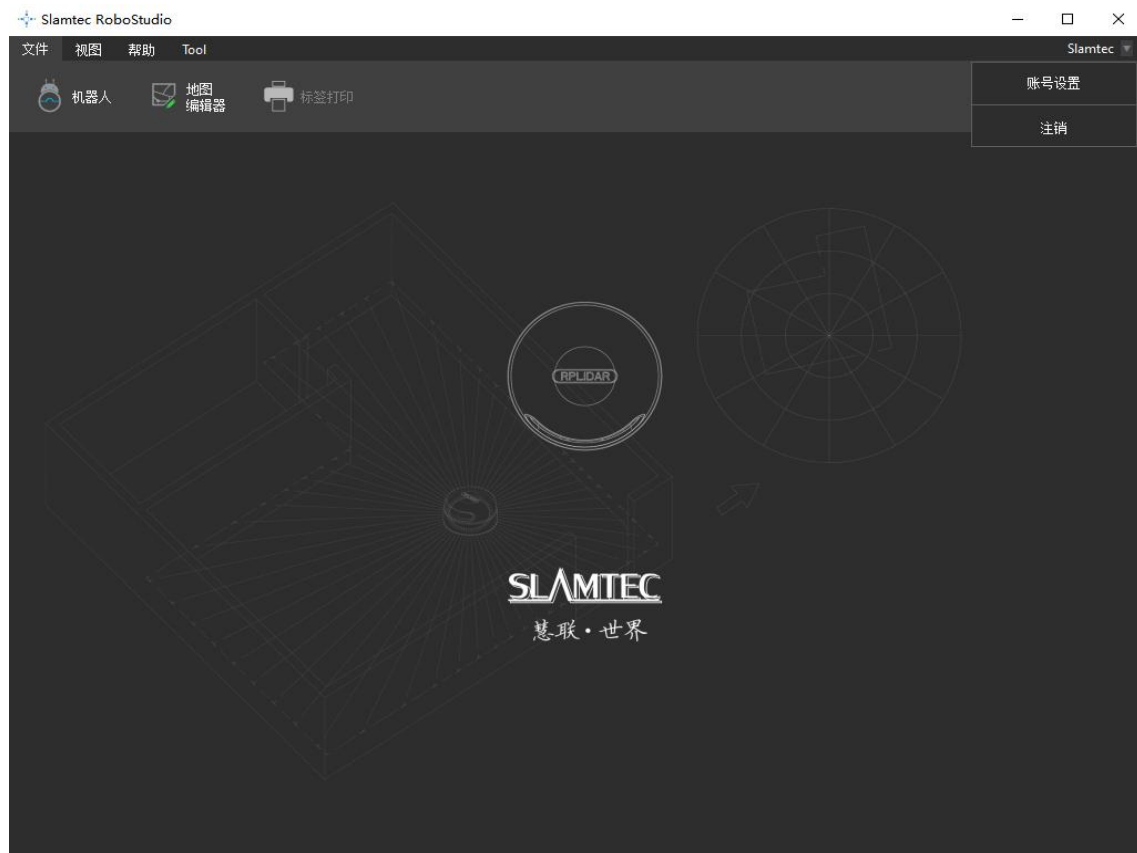 Slamtec RoboStudio
文件 视图 帮助 Tool Slamtec
机器人
地图
编辑器
标签打印
账号设置
注销
RPLIDAR
SLAMTEC
慧联·世界